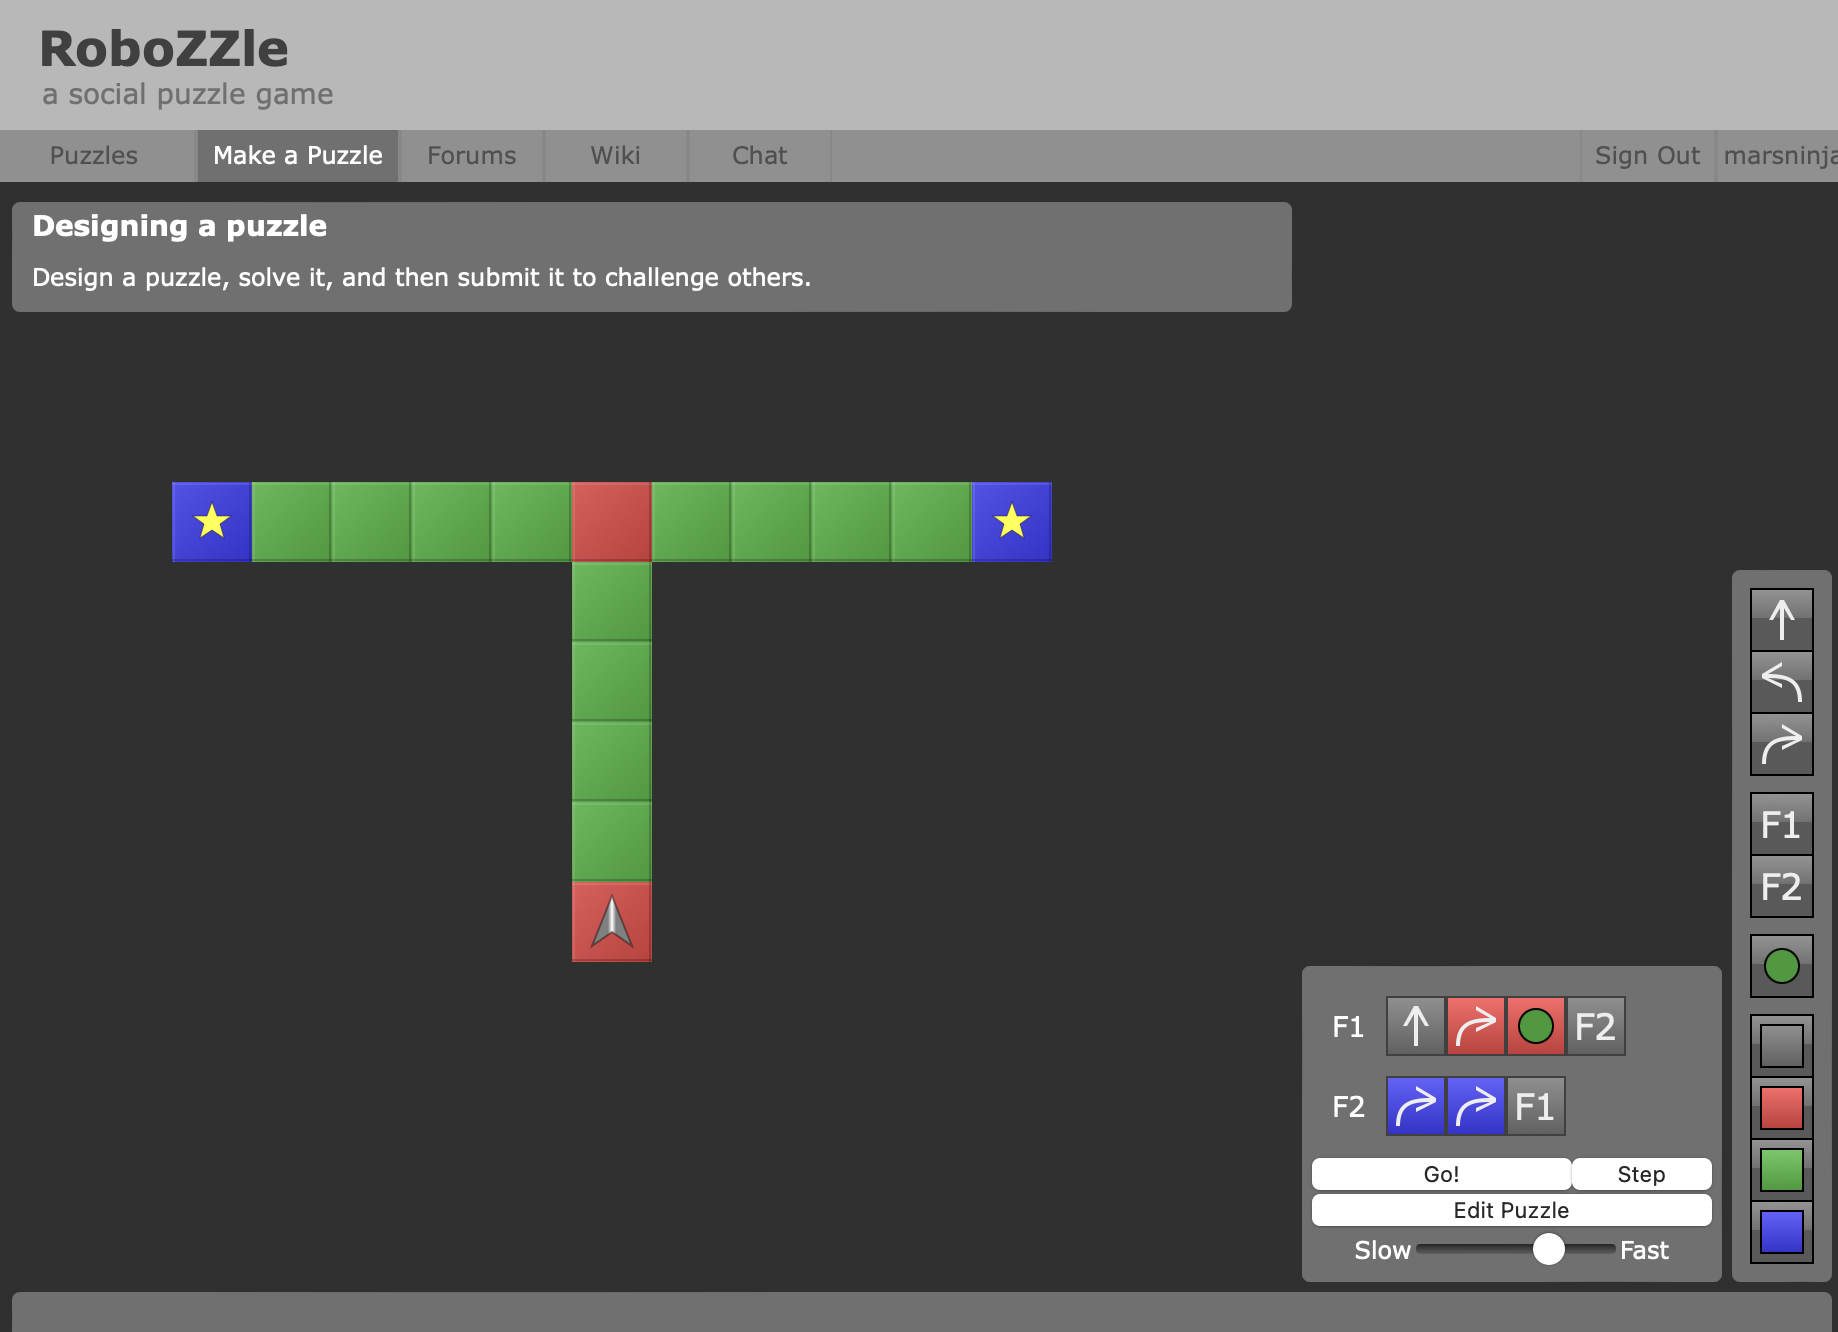 RoboZZle
a social puzzle game
Puzzles Make a Puzzle Forums Wiki Chat Sign Out marsninja
Designing a puzzle
Design a puzzle, solve it, and then submit it to challenge others.
F1
F2
F1 F2
F2 F1
Go! Step
Edit Puzzle
Slow Fast